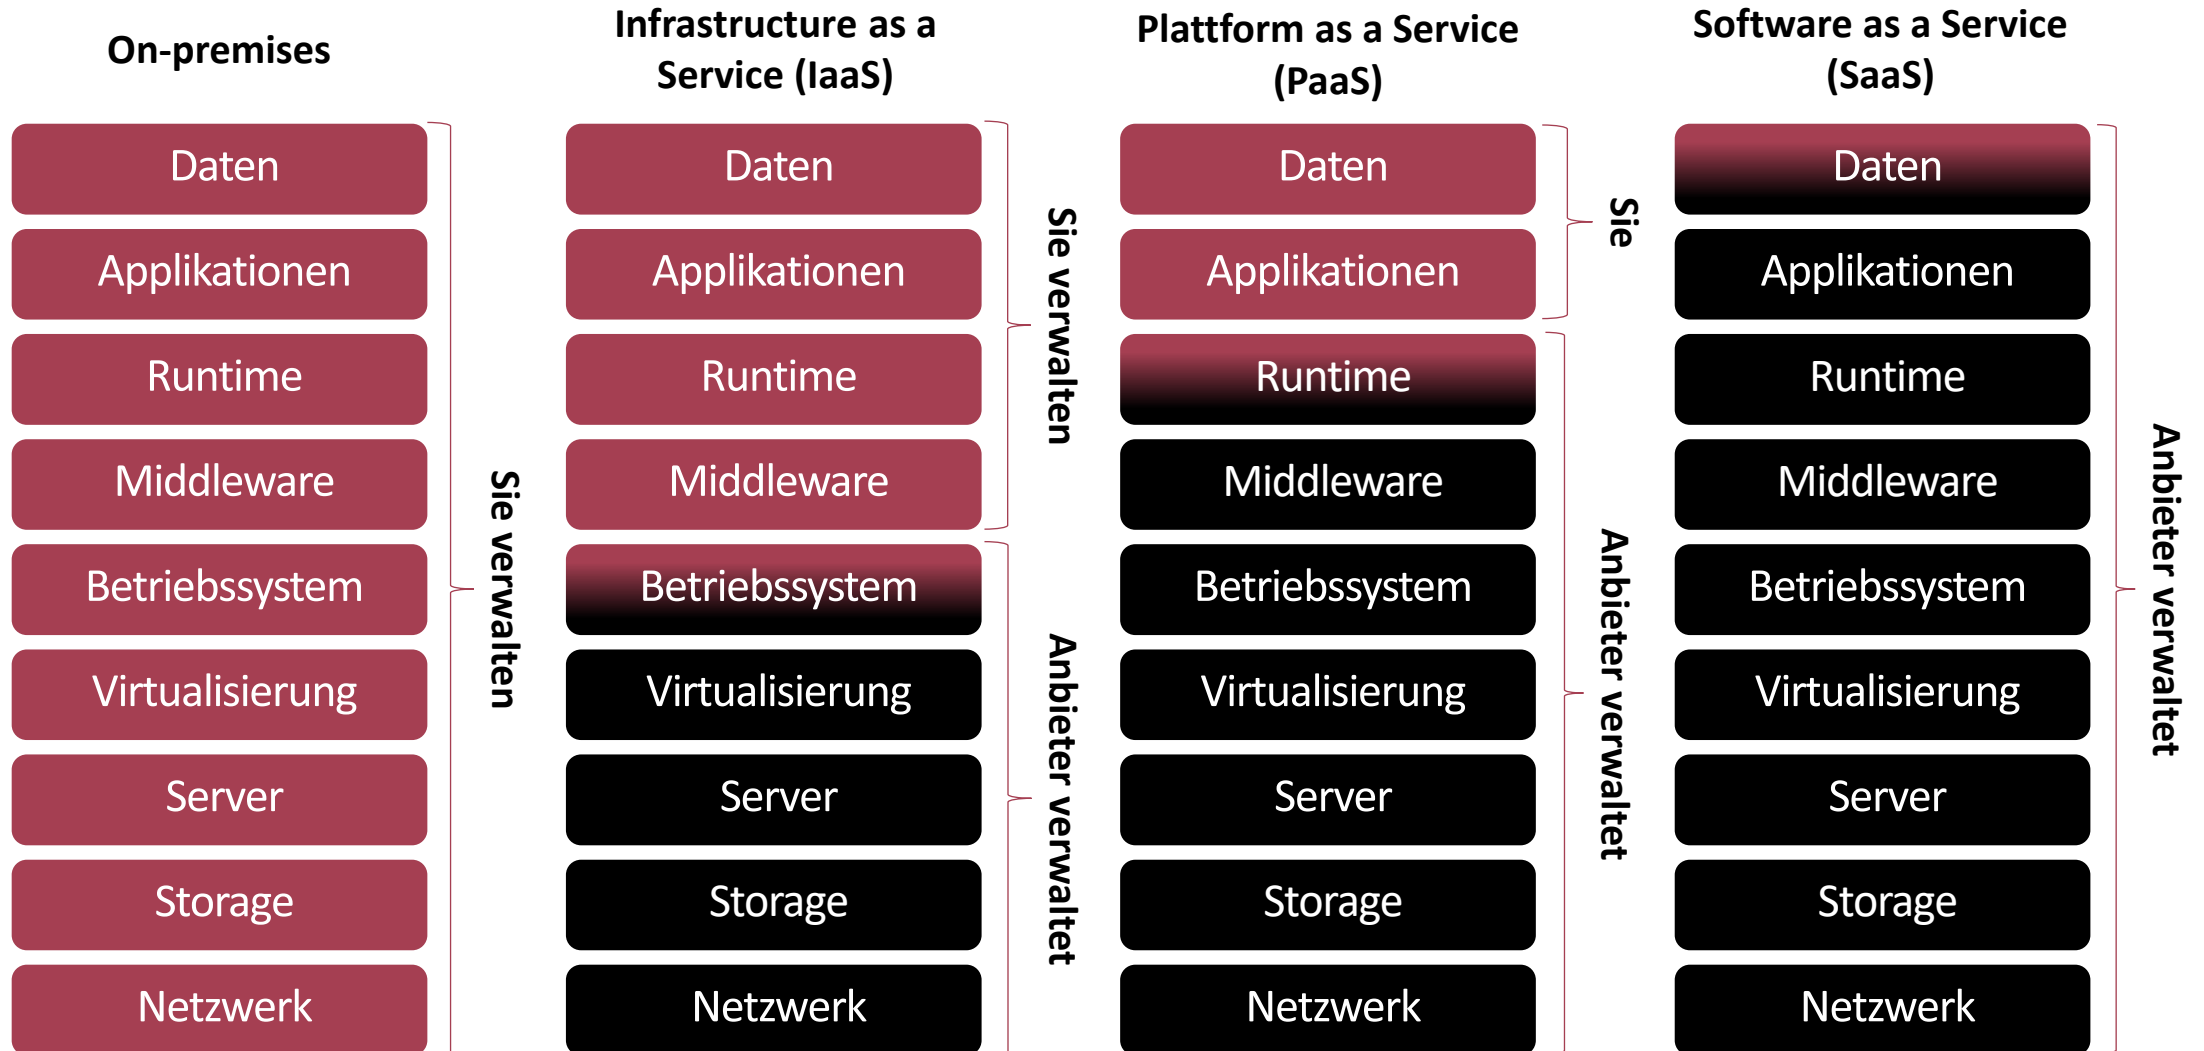 On-premises
Daten
Applikationen
Runtime
Middleware
Betriebssystem
Virtualisierung
Server
Storage
Netzwerk
Sie verwalten
Infrastructure as a
Service (IaaS)
Daten
Applikationen
Runtime
Middleware
Betriebssystem
Virtualisierung
Server
Storage
Netzwerk
Sie verwalten
Anbieter verwaltet
Plattform as a Service
(PaaS)
Daten
Applikationen
Runtime
Middleware
Betriebssystem
Virtualisierung
Server
Storage
Netzwerk
Sie
Anbieter verwaltet
Software as a Service
(SaaS)
Daten
Applikationen
Runtime
Middleware
Betriebssystem
Virtualisierung
Server
Storage
Netzwerk
Anbieter verwaltet